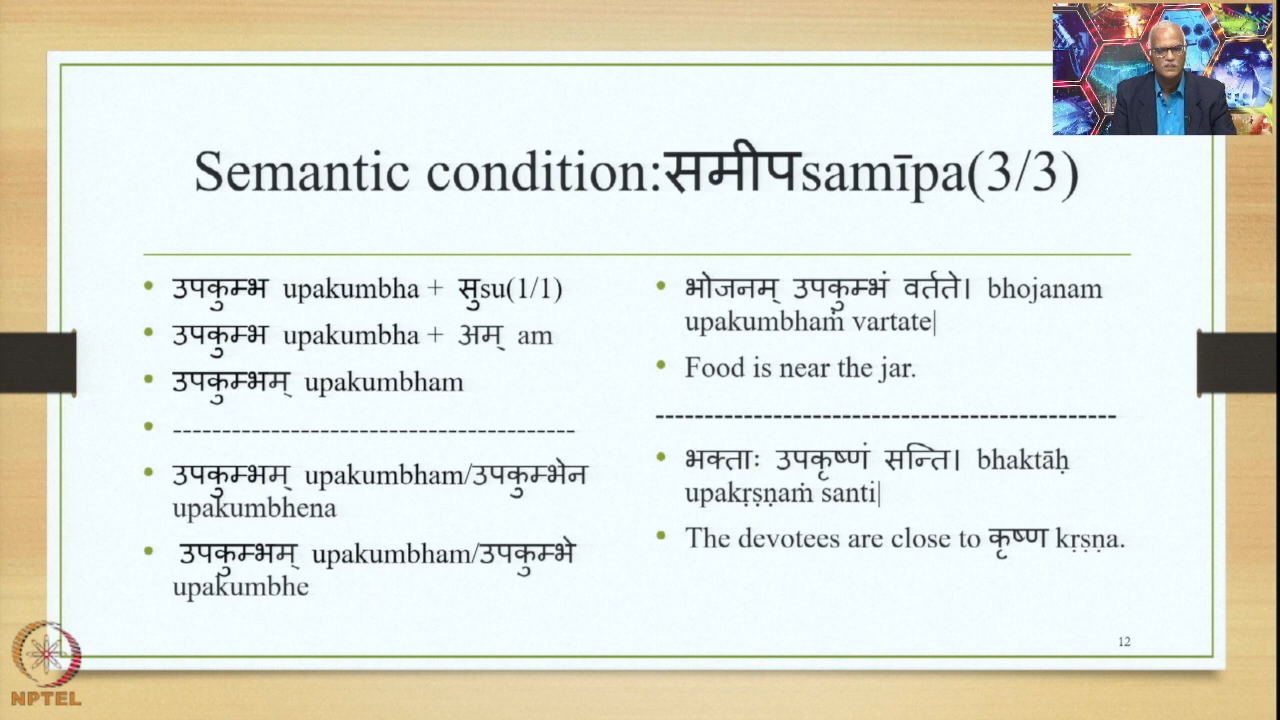 Semantic condition:समीपsamīpa(3/3)
उपकुम्भ upakumbha + सुsu(1/1)
उपकुम्भ upakumbha + अम् am
उपकुम्भम् upakumbham
----------------------------------------
उपकुम्भम् upakumbham/उपकुम्भेन
upakumbhena
उपकुम्भम् upakumbham/उपकुम्भे
upakumbhe
भोजनम् उपकुम्भं वर्तते। bhojanam
upakumbhaṁ vartate|
Food is near the jar.
-----------------------------------------------
भक्ताः उपकृष्णं सन्ति। bhaktāḥ
upakṛṣṇaṁ santi|
The devotees are close to कृष्ण kṛṣṇa.
12
NPTEL